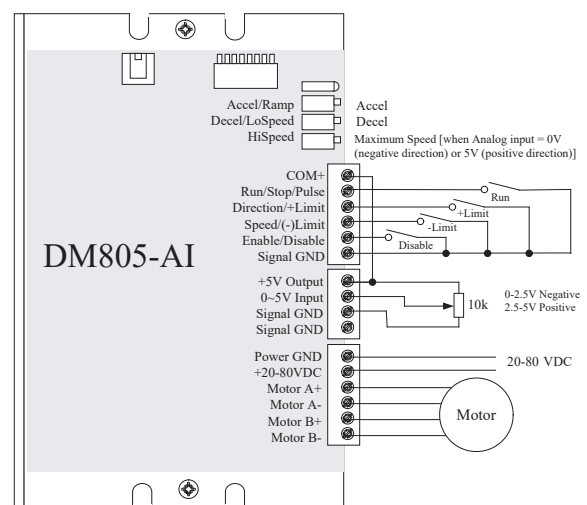 Accel/Ramp
Accel
Decel/LoSpeed
Decel
HiSpeed
Maximum Speed [when Analog input = 0V
(negative direction) or 5V (positive direction)]
COM+
Run/Stop/Pulse
Run
Direction/+Limit
+Limit
Speed/(-)Limit
-Limit
Enable/Disable
Disable
Signal GND
DM805-AI
+5V Output
0~5V Input
10k
0-2.5V Negative
2.5-5V Positive
Signal GND
Signal GND
Power GND
20-80 VDC
+20-80VDC
Motor A+
Motor A-
Motor B+
Motor B-
Motor